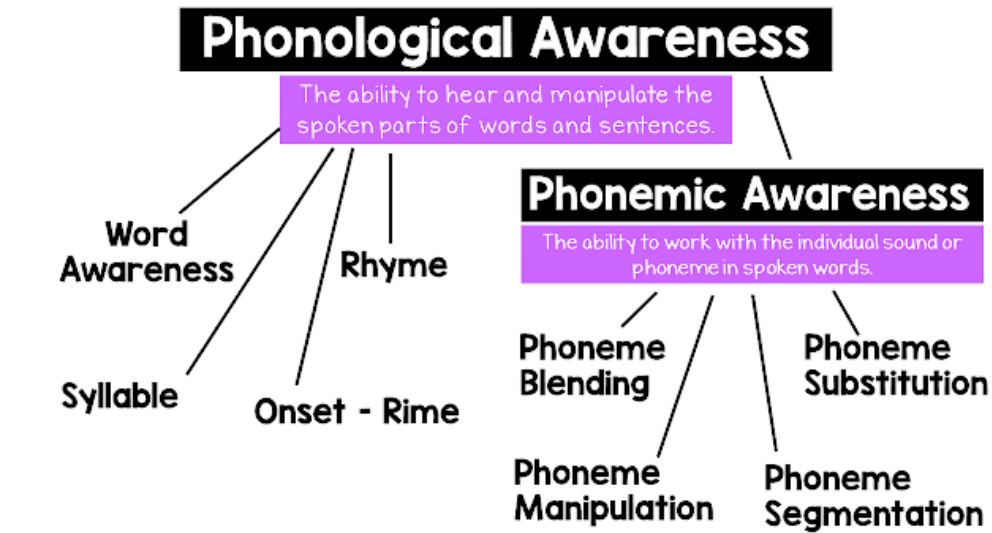 Phonological Awareness
The ability to hear and manipulate the
spoken parts of words and sentences.
Word
Awareness
Syllable
Onset - Rime
Rhyme
Phonemic Awareness
The ability to work with the individual sound or
phoneme in spoken words.
Phoneme
Blending
Phoneme
Manipulation
Phoneme
Segmentation
Phoneme
Substitution